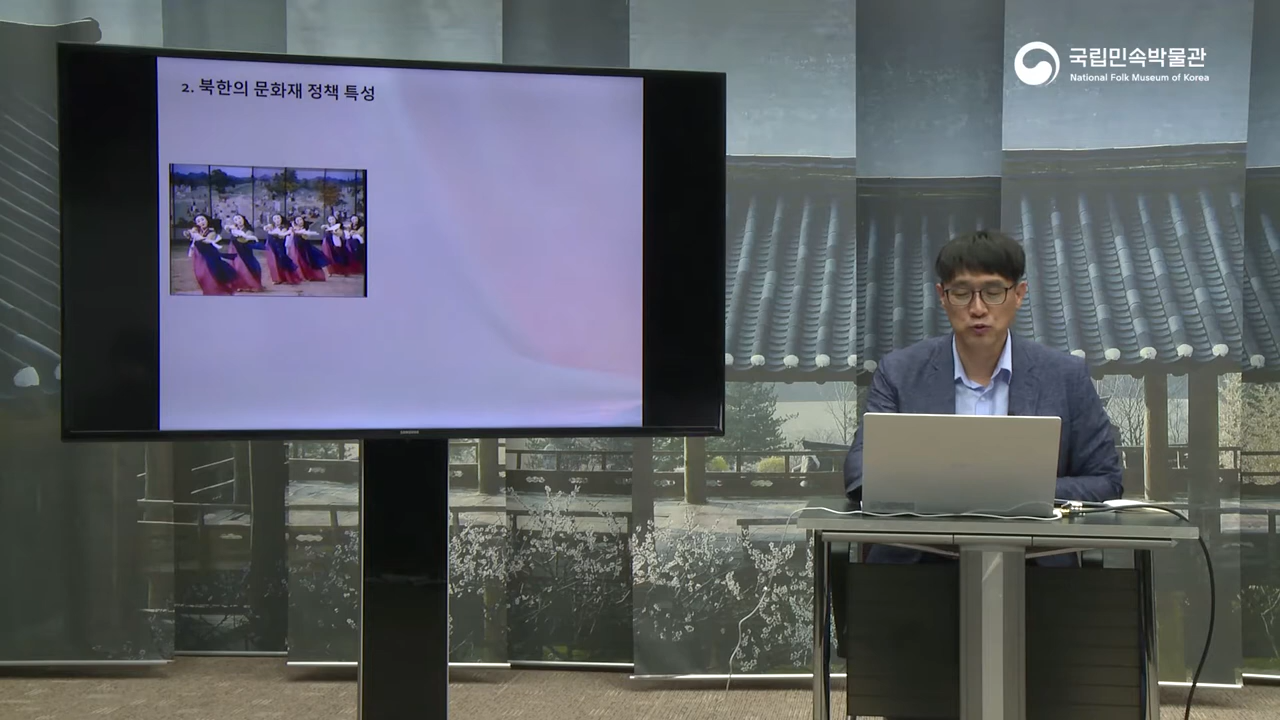 2. 북한의 문화재 정책 특성
국립민속박물관
National Folk Museum of Korea
SAMSUNG